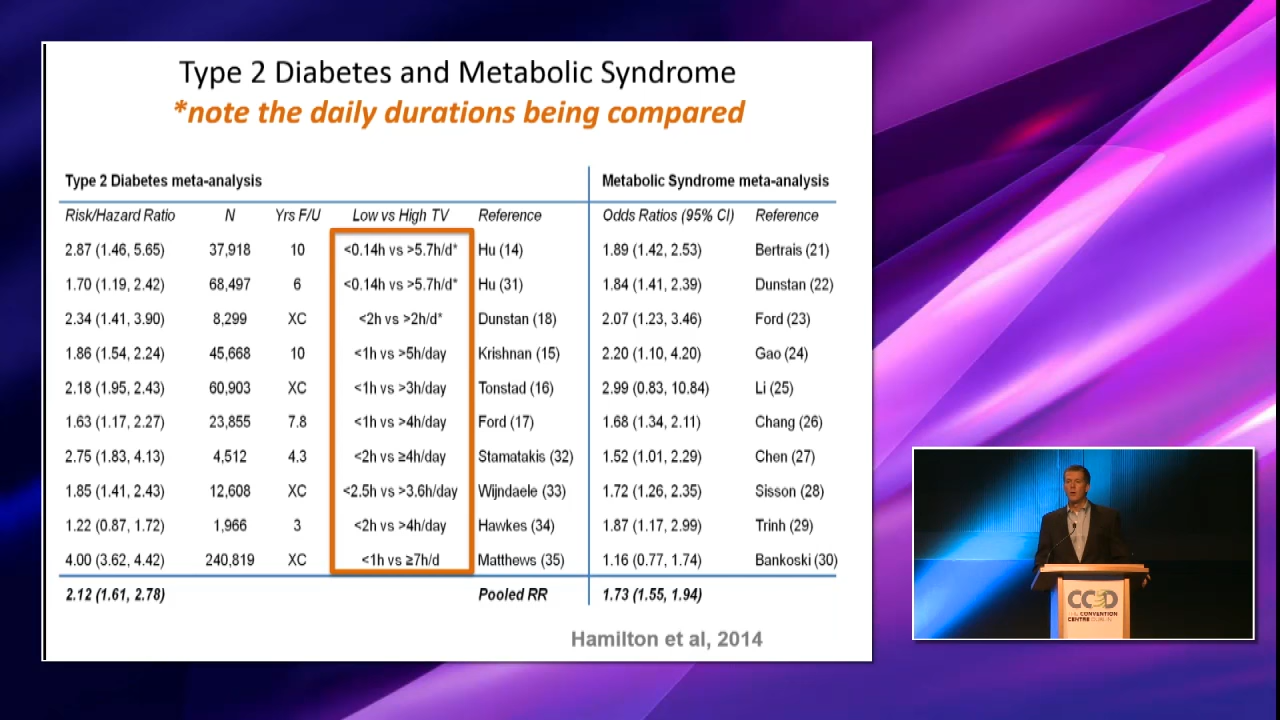 Type 2 Diabetes and Metabolic Syndrome
*note the daily durations being compared
Type 2 Diabetes meta-analysis Metabolic Syndrome meta-analysis
Risk/Hazard Ratio N Yrs F/U Low vs High TV Reference Odds Ratios (95% CI) Reference
2.87 (1.46, 5.65) 37,918 10 <0.14h vs >5.7h/d* Hu (14) 1.89 (1.42, 2.53) Bertrais (21)
1.70 (1.19, 2.42) 68,497 6 <0.14h vs >5.7h/d* Hu (31) 1.84 (1.41, 2.39) Dunstan (22)
2.34 (1.41, 3.90) 8,299 XC <2h vs >2h/d* Dunstan (18) 2.07 (1.23, 3.46) Ford (23)
1.86 (1.54, 2.24) 45,668 10 <1h vs >5h/day Krishnan (15) 2.20 (1.10, 4.20) Gao (24)
2.18 (1.95, 2.43) 60,903 XC <1h vs >3h/day Tonstad (16) 2.99 (0.83, 10.84) Li (25)
1.63 (1.17, 2.27) 23,855 7.8 <1h vs >4h/day Ford (17) 1.68 (1.34, 2.11) Chang (26)
2.75 (1.83, 4.13) 4,512 4.3 <2h vs ≥4h/day Stamatakis (32) 1.52 (1.01, 2.29) Chen (27)
1.85 (1.41, 2.43) 12,608 XC <2.5h vs >3.6h/day Wijndaele (33) 1.72 (1.26, 2.35) Sisson (28)
1.22 (0.87, 1.72) 1,966 3 <2h vs >4h/day Hawkes (34) 1.87 (1.17, 2.99) Trinh (29)
4.00 (3.62, 4.42) 240,819 XC <1h vs ≥7h/d Matthews (35) 1.16 (0.77, 1.74) Bankoski (30)
2.12 (1.61, 2.78) Pooled RR 1.73 (1.55, 1.94)
Hamilton et al, 2014
CCD
THE CONVENTION
CENTRE DUBLIN